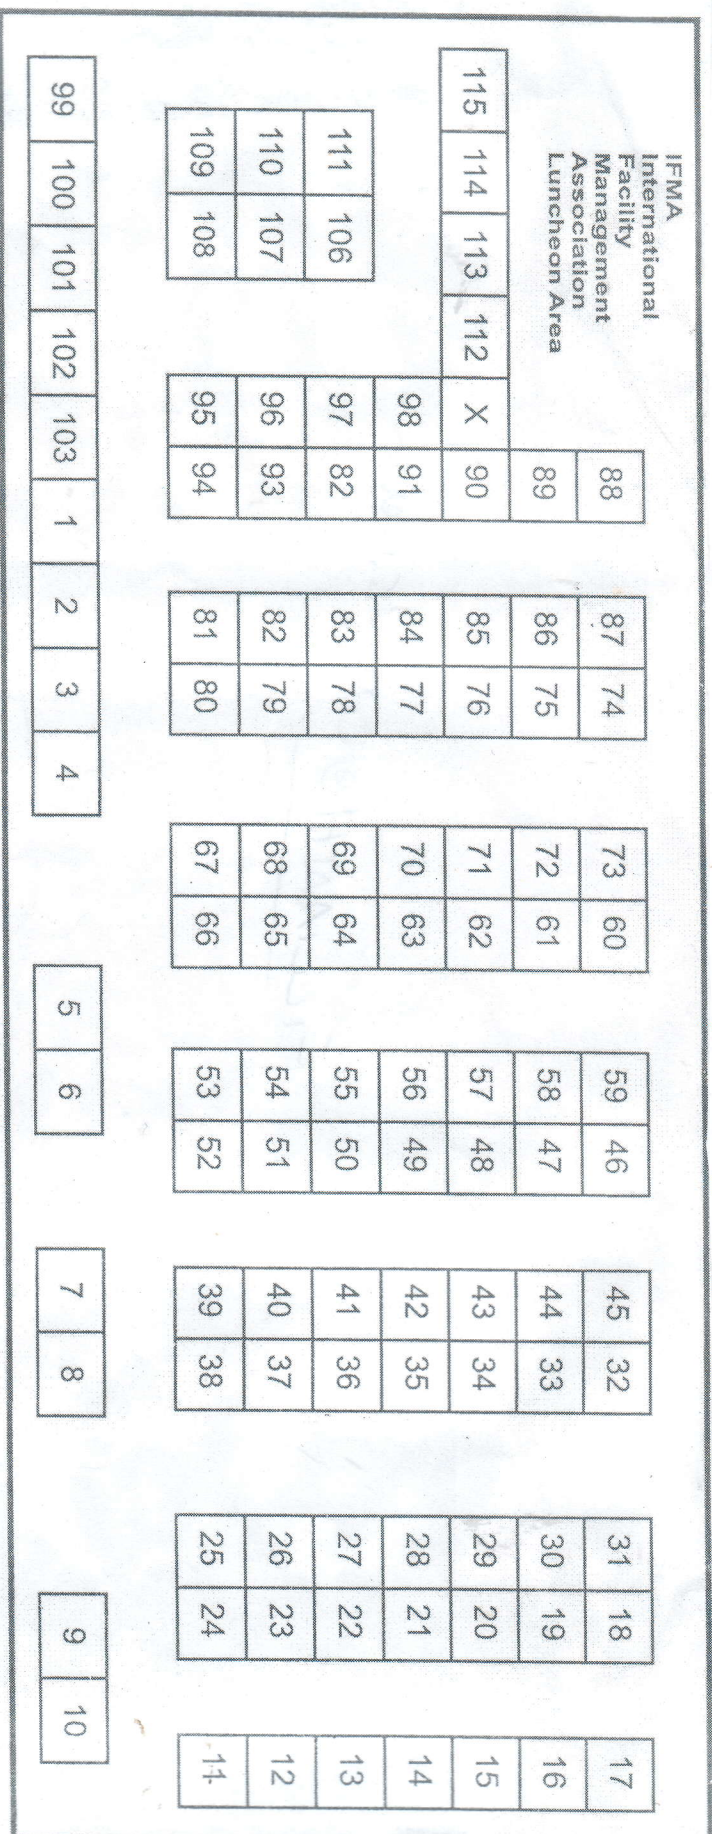 IFMA
International
Facility
Management
Association
Luncheon Area
88 87 74 73 60 59 46 45 32 31 18 17
89 86 75 72 61 58 47 44 33 30 19 16
115 114 113 112 X 90 85 76 71 62 57 48 43 34 29 20 15
98 91 84 77 70 63 56 49 42 35 28 21 14
111 106 97 82 83 78 69 64 55 50 41 36 27 22 13
110 107 96 93 82 79 68 65 54 51 40 37 26 23 12
109 108 95 94 81 80 67 66 53 52 39 38 25 24 11
99 100 101 102 103 1 2 3 4 5 6 7 8 9 10